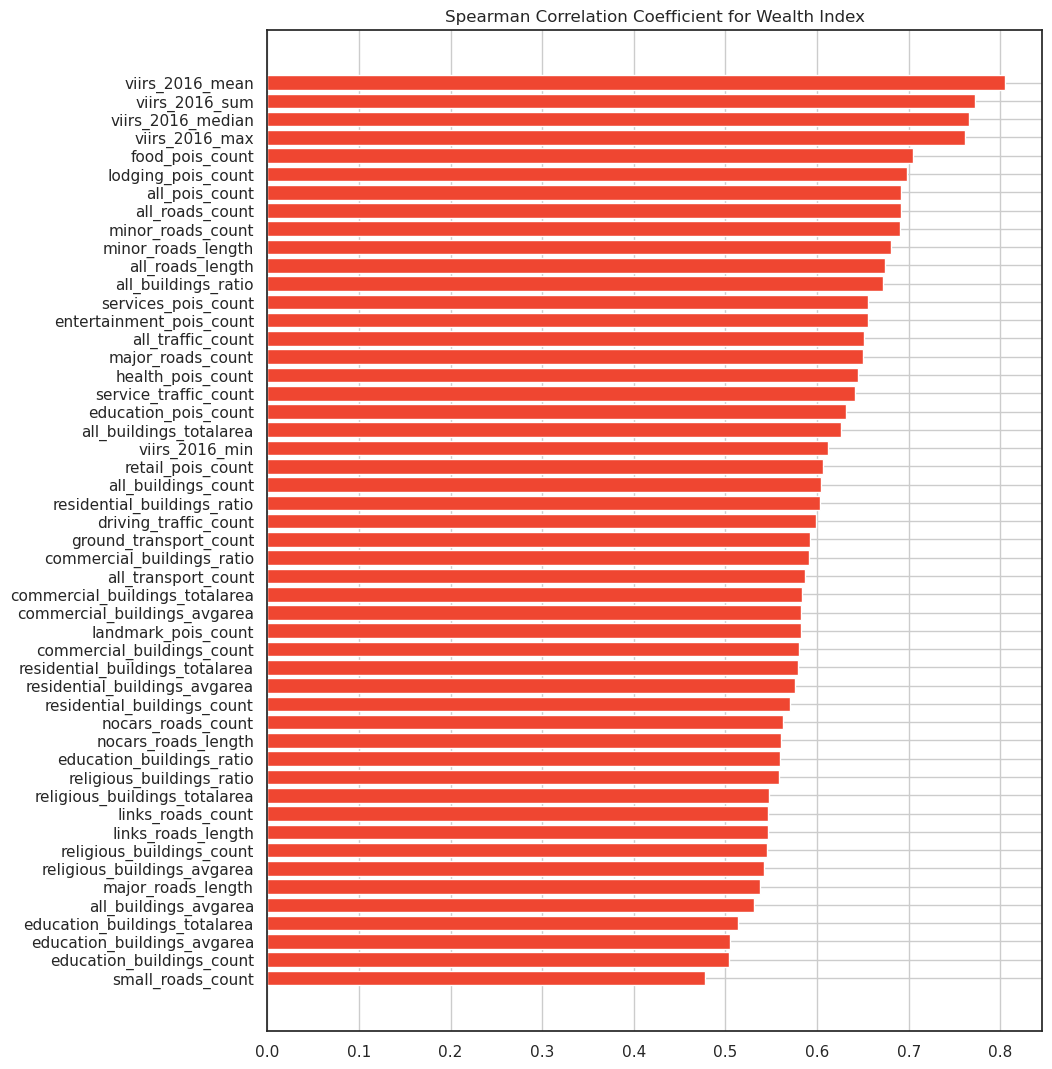 Spearman Correlation Coefficient for Wealth Index
viirs_2016_mean
viirs_2016_sum
viirs_2016_median
viirs_2016_max
food_pois_count
lodging_pois_count
all_pois_count
all_roads_count
minor_roads_count
minor_roads_length
all_roads_length
all_buildings_ratio
services_pois_count
entertainment_pois_count
all_traffic_count
major_roads_count
health_pois_count
service_traffic_count
education_pois_count
all_buildings_totalarea
viirs_2016_min
retail_pois_count
all_buildings_count
residential_buildings_ratio
driving_traffic_count
ground_transport_count
commercial_buildings_ratio
all_transport_count
commercial_buildings_totalarea
commercial_buildings_avgarea
landmark_pois_count
commercial_buildings_count
residential_buildings_totalarea
residential_buildings_avgarea
residential_buildings_count
nocars_roads_count
nocars_roads_length
education_buildings_ratio
religious_buildings_ratio
religious_buildings_totalarea
links_roads_count
links_roads_length
religious_buildings_count
religious_buildings_avgarea
major_roads_length
all_buildings_avgarea
education_buildings_totalarea
education_buildings_avgarea
education_buildings_count
small_roads_count
0.0 0.1 0.2 0.3 0.4 0.5 0.6 0.7 0.8